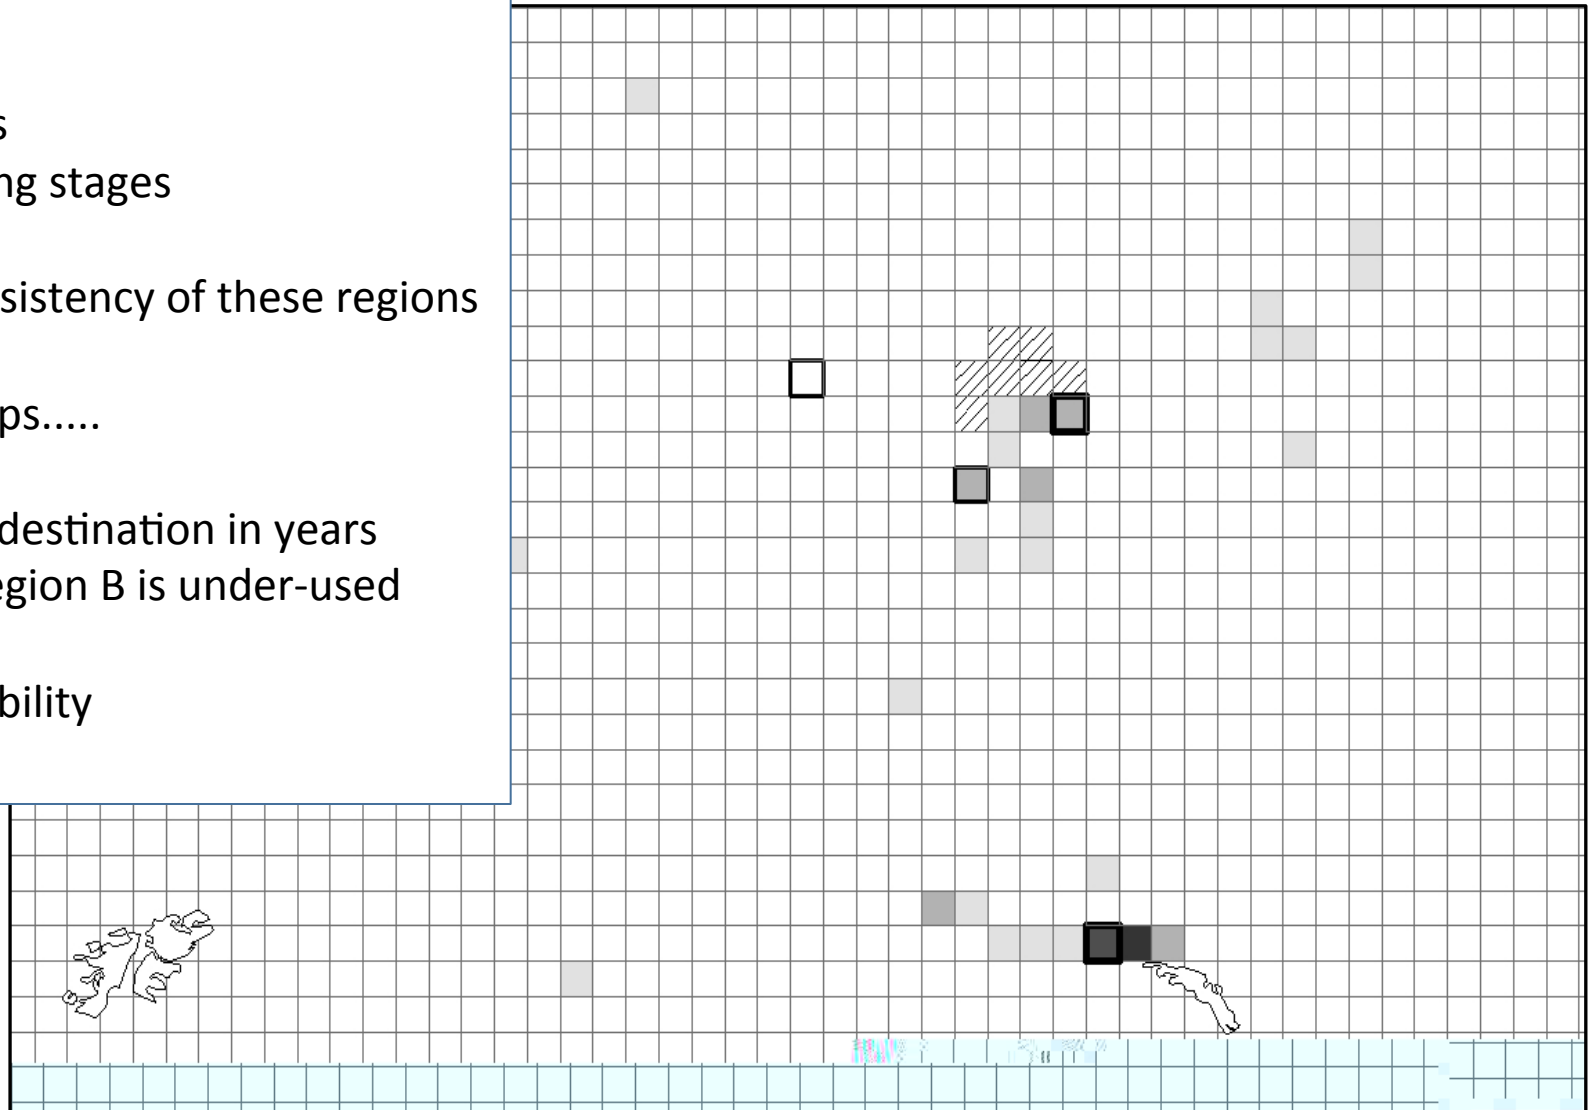 s
ng stages
sistency of these regions
ps.....
destination in years
egion B is under-used
bility